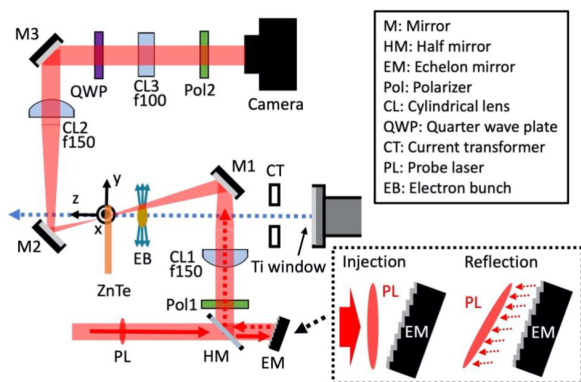 M3
QWP
CL3
f100
Pol2
Camera
CL2
f150
M: Mirror
HM: Half mirror
EM: Echelon mirror
Pol: Polarizer
CL: Cylindrical lens
QWP: Quarter wave plate
CT: Current transformer
PL: Probe laser
EB: Electron bunch
y
z
x
M1
CT
M2
EB
ZnTe
CL1
f150
Ti window
Pol1
PL
HM
EM
Injection
PL
EM
Reflection
PL
EM